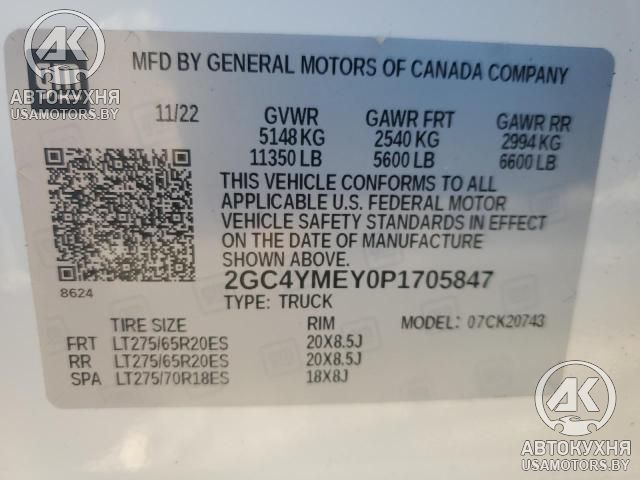 MFD BY GENERAL MOTORS OF CANADA COMPANY
АВТОКУХНЯ
USAMOTORS.BY
11/22 GVWR GAWR FRT GAWR RR
5148 KG 2540 KG 2994 KG
11350 LB 5600 LB 6600 LB
THIS VEHICLE CONFORMS TO ALL
APPLICABLE U.S. FEDERAL MOTOR
VEHICLE SAFETY STANDARDS IN EFFECT
ON THE DATE OF MANUFACTURE
SHOWN ABOVE.
8624
2GC4YMEY0P1705847
TYPE: TRUCK
TIRE SIZE RIM MODEL: 07CK20743
FRT LT275/65R20ES 20X8.5J
RR LT275/65R20ES 20X8.5J
SPA LT275/70R18ES 18X8J
АВТОКУХНЯ
USAMOTORS.BY